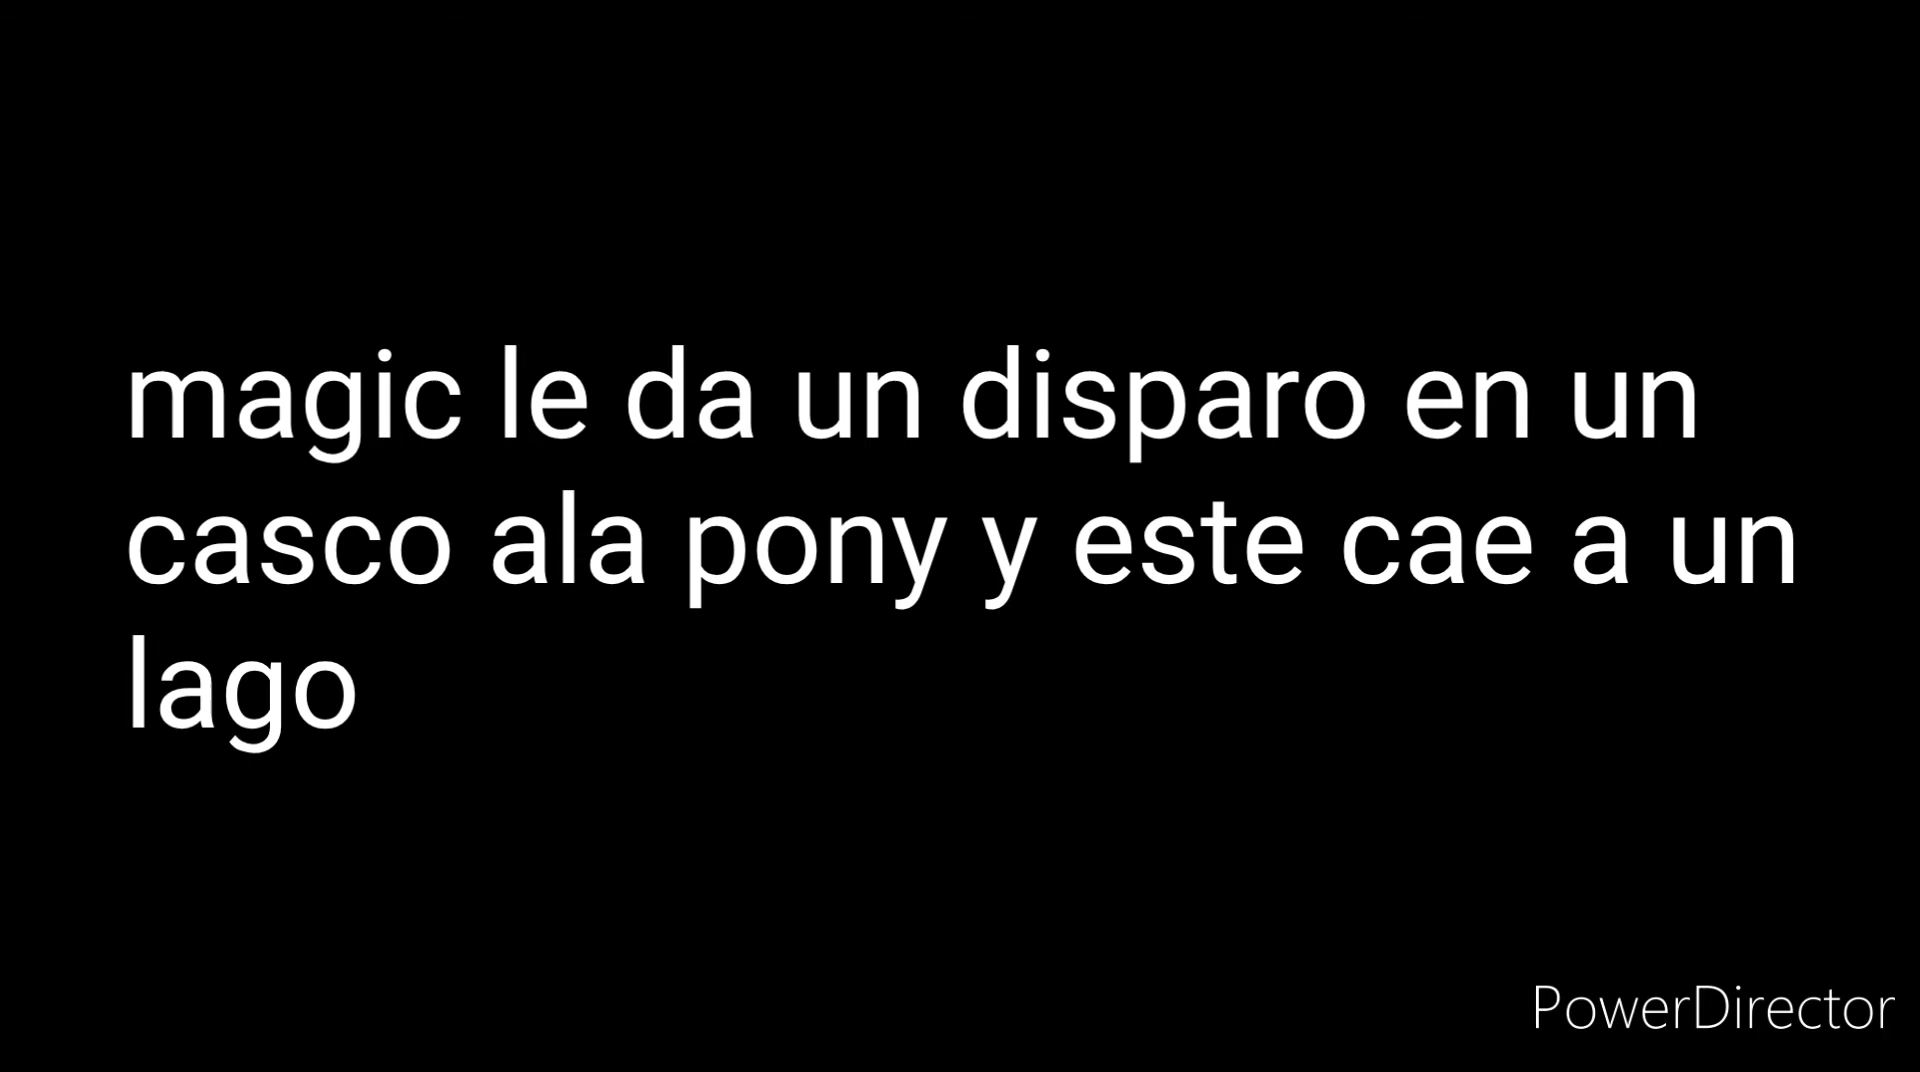 magic le da un disparo en un
casco ala pony y este cae a un
lago
PowerDirector